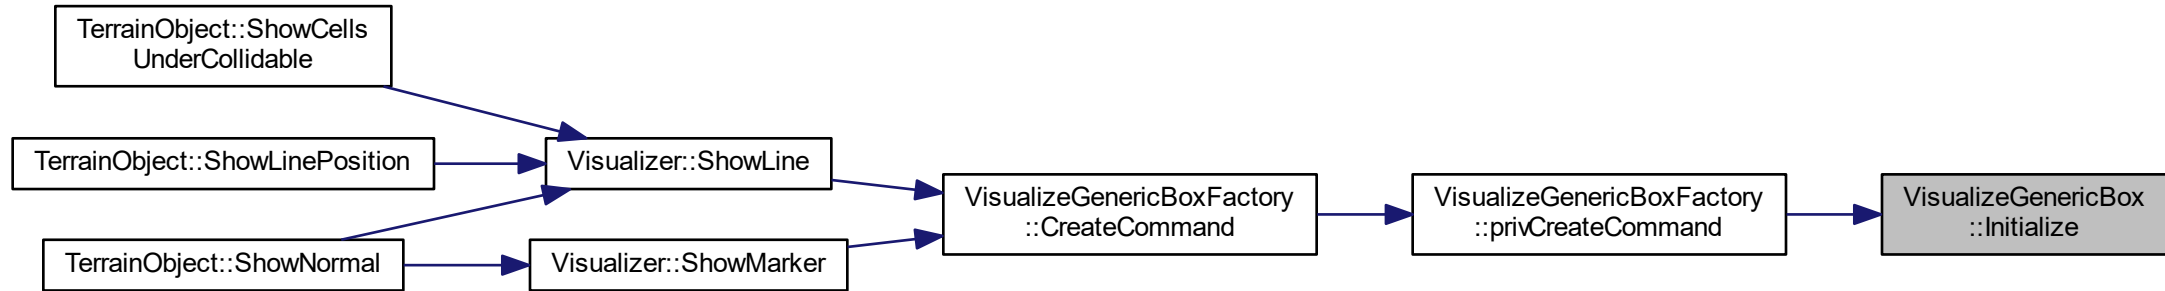 TerrainObject::ShowCells
UnderCollidable
TerrainObject::ShowLinePosition
TerrainObject::ShowNormal
Visualizer::ShowLine
Visualizer::ShowMarker
VisualizeGenericBoxFactory
::CreateCommand
VisualizeGenericBoxFactory
::privCreateCommand
VisualizeGenericBox
::Initialize